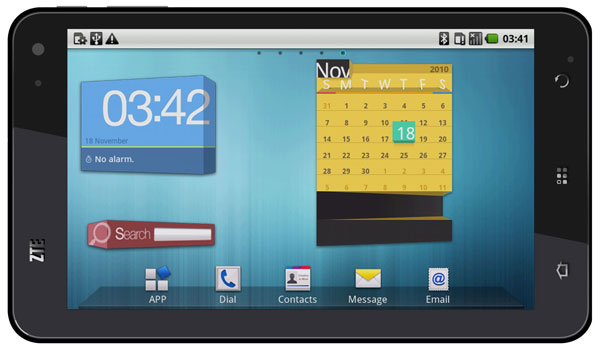 03:41
03:42
18 November
No alarm.
Search
Nov 2010
S M T W T F S
31 1 2 3 4 5 6
7 8 9 10 11 12 13
14 15 16 17 18 19 20
21 22 23 24 25 26 27
28 29 30 1 2 3 4
5 6 7 8 9 10 11
ZTE
APP Dial Contacts Message Email